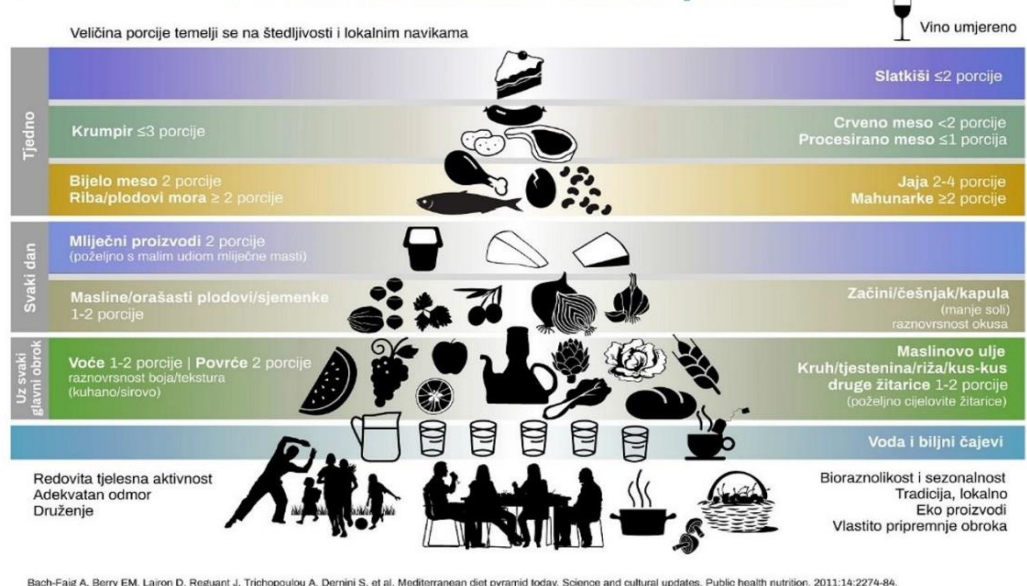 Veličina porcije temelji se na štedljivosti i lokalnim navikama
Vino umjereno
Tjedno
Slatkiši ≤2 porcije
Krumpir ≤3 porcije
Crveno meso <2 porcije
Procesirano meso ≤1 porcija
Bijelo meso 2 porcije
Riba/plodovi mora ≥ 2 porcije
Jaja 2-4 porcije
Mahunarke ≥2 porcije
Svaki dan
Mliječni proizvodi 2 porcije
(poželjno s malim udiom mliječne masti)
Masline/orašasti plodovi/sjemenke
1-2 porcije
Začini/češnjak/kapula
(manje soli)
raznovrsnost okusa
Uz svaki
glavni obrok
Voće 1-2 porcije | Povrće 2 porcije
raznovrsnost boja/tekstura
(kuhano/sirovo)
Maslinovo ulje
Kruh/tjestenina/riža/kus-kus
druge žitarice 1-2 porcije
(poželjno cijelovite žitarice)
Voda i biljni čajevi
Redovita tjelesna aktivnost
Adekvatan odmor
Druženje
Bioraznolikost i sezonalnost
Tradicija, lokalno
Eko proizvodi
Vlastito pripremnje obroka
Bach-Faig A, Berry EM, Lairon D, Reguant J, Trichopoulou A, Dernini S, et al. Mediterranean diet pyramid today. Science and cultural updates. Public health nutrition. 2011;14:2274-84.